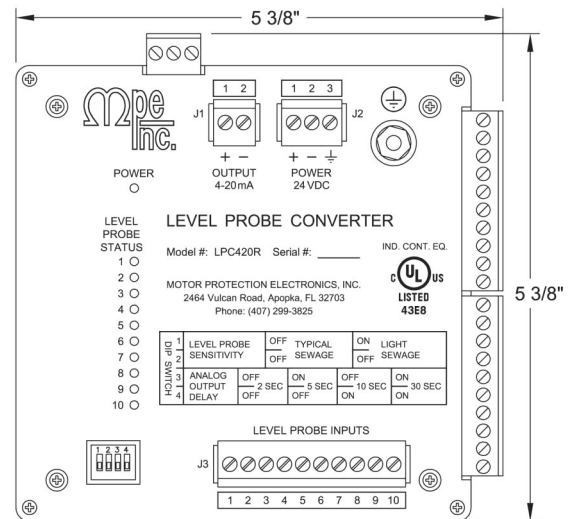 5 3/8"
mpe Inc.
1 2
1 2 3
J1
J2
+ −
+ −
OUTPUT
4-20mA
POWER
24 VDC
POWER
LEVEL
PROBE
STATUS
1
2
3
4
5
6
7
8
9
10
LEVEL PROBE CONVERTER
Model #: LPC420R Serial #: ______
IND. CONT. EQ.
C UL US
LISTED
43E8
MOTOR PROTECTION ELECTRONICS, INC.
2464 Vulcan Road, Apopka, FL 32703
Phone: (407) 299-3825
5 3/8"
DIP SWITCH
1
2
LEVEL PROBE
SENSITIVITY
OFF
OFF
TYPICAL
SEWAGE
ON
OFF
LIGHT
SEWAGE
3
4
ANALOG
OUTPUT
DELAY
OFF
OFF
2 SEC
ON
OFF
5 SEC
OFF
ON
10 SEC
ON
ON
30 SEC
1 2 3 4
LEVEL PROBE INPUTS
J3
1 2 3 4 5 6 7 8 9 10